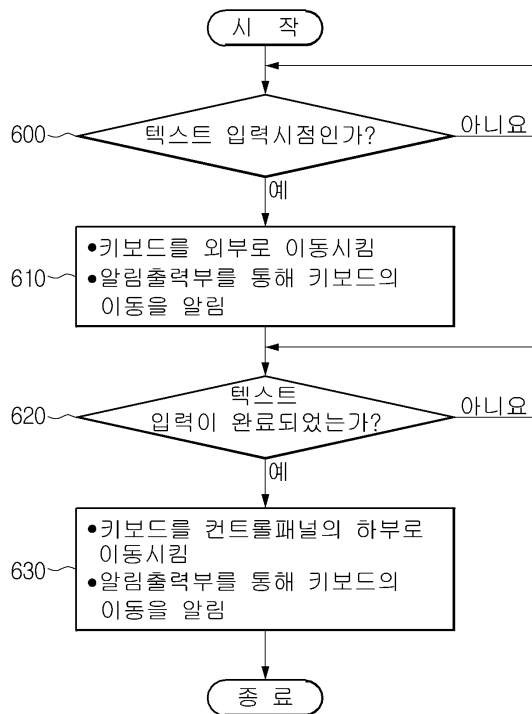 시 작
600
텍스트 입력시점인가?
아니요
예
610
●키보드를 외부로 이동시킴
●알림출력부를 통해 키보드의
이동을 알림
620
텍스트
입력이 완료되었는가?
아니요
예
630
●키보드를 컨트롤패널의 하부로
이동시킴
●알림출력부를 통해 키보드의
이동을 알림
종 료